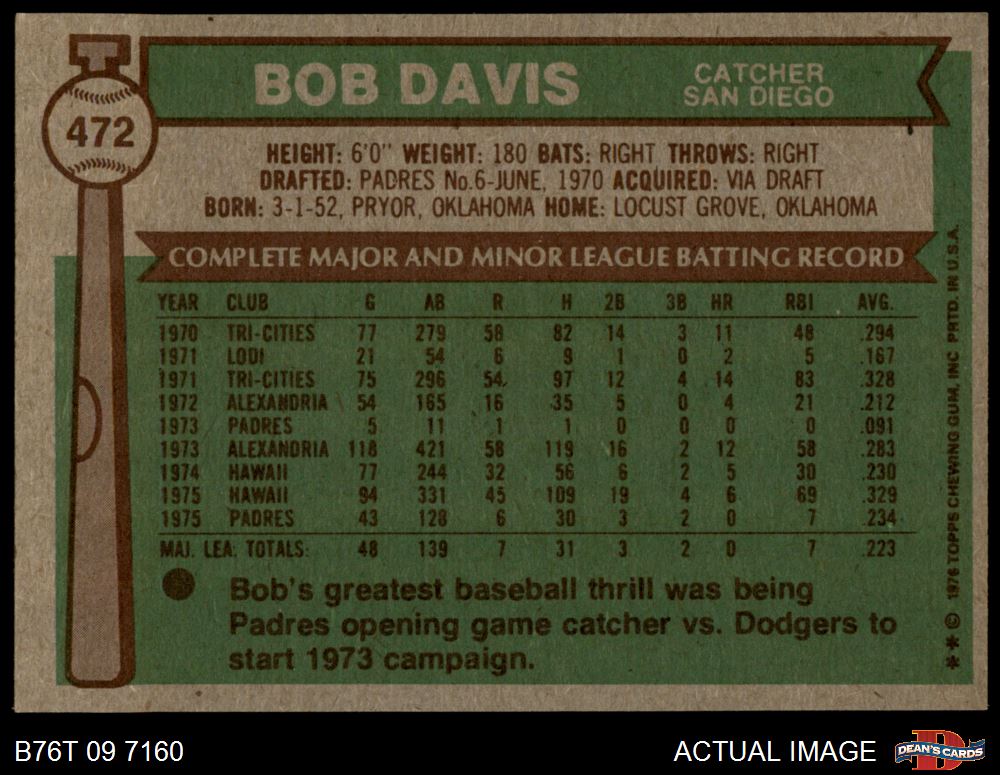 BOB DAVIS
CATCHER
SAN DIEGO
472
HEIGHT: 6'0" WEIGHT: 180 BATS: RIGHT THROWS: RIGHT
DRAFTED: PADRES No.6-JUNE, 1970 ACQUIRED: VIA DRAFT
BORN: 3-1-52, PRYOR, OKLAHOMA HOME: LOCUST GROVE, OKLAHOMA
COMPLETE MAJOR AND MINOR LEAGUE BATTING RECORD
YEAR CLUB G AB R H 2B 3B HR RBI AVG.
1970 TRI-CITIES 77 279 58 82 14 3 11 48 .294
1971 LODI 21 54 6 9 1 0 2 5 .167
1971 TRI-CITIES 75 296 54 97 12 4 14 83 .328
1972 ALEXANDRIA 54 165 16 35 5 0 4 21 .212
1973 PADRES 5 11 1 1 0 0 0 0 .091
1973 ALEXANDRIA 118 421 58 119 16 2 12 58 .283
1974 HAWAII 77 244 32 56 6 2 5 30 .230
1975 HAWAII 94 331 45 109 19 4 6 69 .329
1975 PADRES 43 128 6 30 3 2 0 7 .234
MAJ. LEA. TOTALS: 48 139 7 31 3 2 0 7 .223
Bob's greatest baseball thrill was being
Padres opening game catcher vs. Dodgers to
start 1973 campaign.
** © 1976 TOPPS CHEWING GUM, INC PRTD. IN U.S.A.
B76T 09 7160
ACTUAL IMAGE
D
DEAN'S CARDS